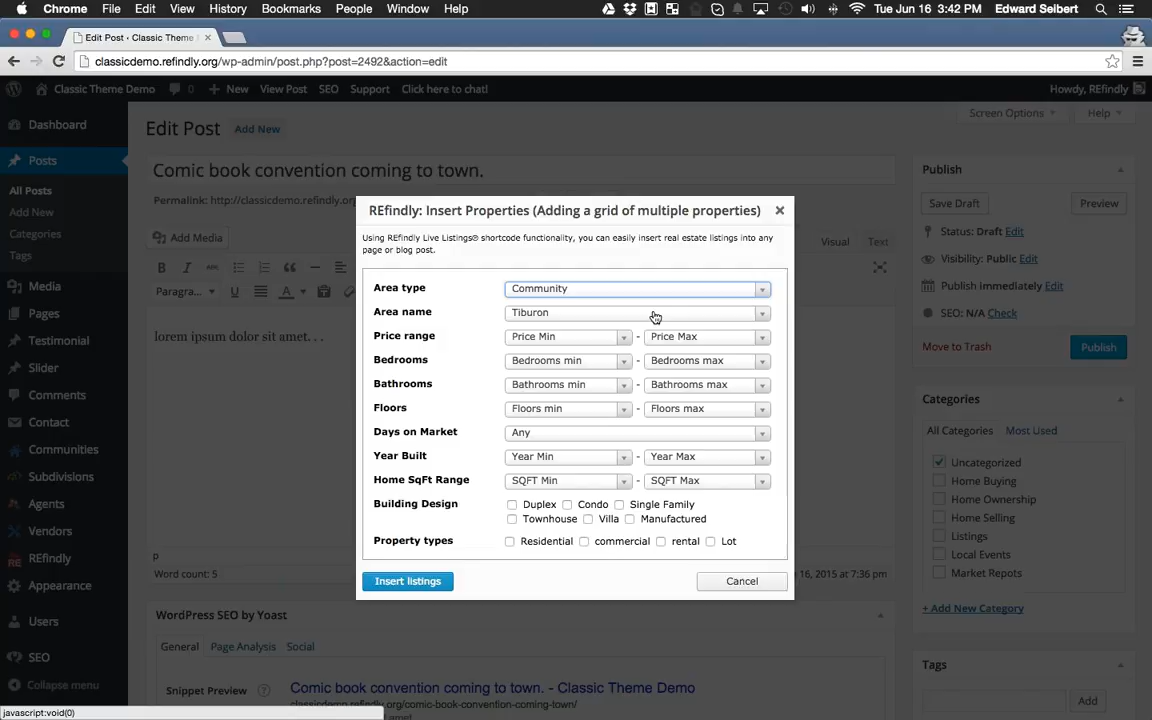 Chrome File Edit View History Bookmarks People Window Help Tue Jun 16 3:42 PM Edward Seibert
Edit Post ‹ Classic Theme
classicdemo.refindly.org/wp-admin/post.php?post=2492&action=edit
Classic Theme Demo + New View Post SEO Support Click here to chat! Howdy, REfindly
Screen Options Help
Dashboard
Posts
All Posts
Add New
Categories
Tags
Media
Pages
Testimonial
Slider
Comments
Contact
Communities
Subdivisions
Agents
Vendors
REfindly
Appearance
Users
SEO
Collapse menu
Edit Post Add New
Comic book convention coming to town.
Permalink: http://classicdemo.refindly.org
Add Media
Visual Text
B I ABC
Paragra... U A
lorem ipsum dolor sit amet. . .
p
Word count: 5
16, 2015 at 7:36 pm
REfindly: Insert Properties (Adding a grid of multiple properties)
Using REfindly Live Listings® shortcode functionality, you can easily insert real estate listings into any
page or blog post.
Area type Community
Area name Tiburon
Price range Price Min - Price Max
Bedrooms Bedrooms min - Bedrooms max
Bathrooms Bathrooms min - Bathrooms max
Floors Floors min - Floors max
Days on Market Any
Year Built Year Min - Year Max
Home SqFt Range SQFT Min - SQFT Max
Building Design Duplex Condo Single Family
Townhouse Villa Manufactured
Property types Residential commercial rental Lot
Insert listings Cancel
WordPress SEO by Yoast
General Page Analysis Social
Snippet Preview ? Comic book convention coming to town. - Classic Theme Demo
classicdemo.refindly.org/comic-book-convention-coming-town/
Publish
Save Draft Preview
Status: Draft Edit
Visibility: Public Edit
Publish immediately Edit
SEO: N/A Check
Move to Trash Publish
Categories
All Categories Most Used
Uncategorized
Home Buying
Home Ownership
Home Selling
Listings
Local Events
Market Repots
+ Add New Category
Tags
Add
javascript:void(0)